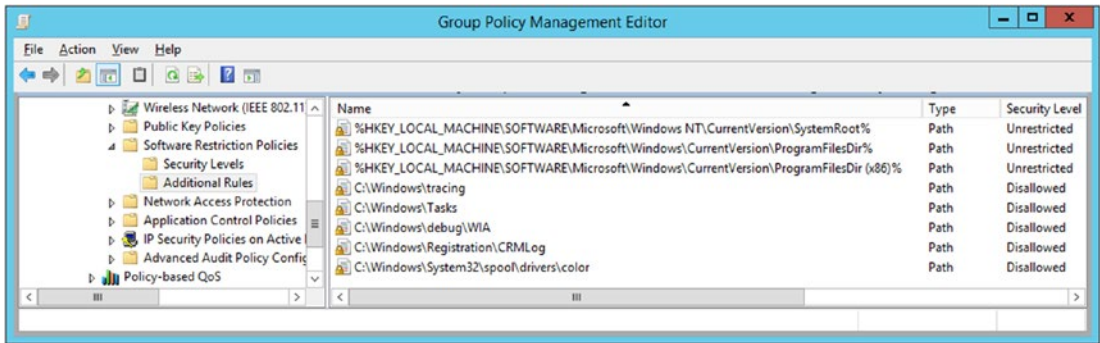 Group Policy Management Editor
File Action View Help
Wireless Network (IEEE 802.11)
Public Key Policies
Software Restriction Policies
Security Levels
Additional Rules
Network Access Protection
Application Control Policies
IP Security Policies on Active
Advanced Audit Policy Config
Policy-based QoS
Name Type Security Level
%HKEY_LOCAL_MACHINE\SOFTWARE\Microsoft\Windows NT\CurrentVersion\SystemRoot% Path Unrestricted
%HKEY_LOCAL_MACHINE\SOFTWARE\Microsoft\Windows\CurrentVersion\ProgramFilesDir% Path Unrestricted
%HKEY_LOCAL_MACHINE\SOFTWARE\Microsoft\Windows\CurrentVersion\ProgramFilesDir (x86)% Path Unrestricted
C:\Windows\tracing Path Disallowed
C:\Windows\Tasks Path Disallowed
C:\Windows\debug\WIA Path Disallowed
C:\Windows\Registration\CRMLog Path Disallowed
C:\Windows\System32\spool\drivers\color Path Disallowed